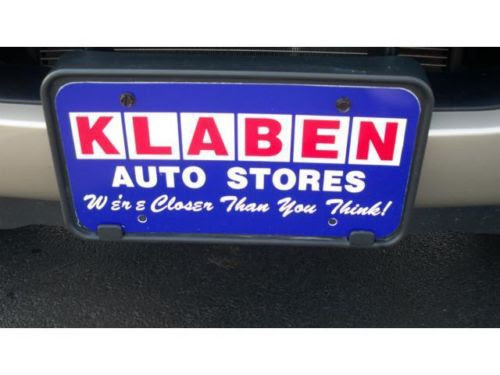 KLABEN
AUTO STORES
We're Closer Than You Think!